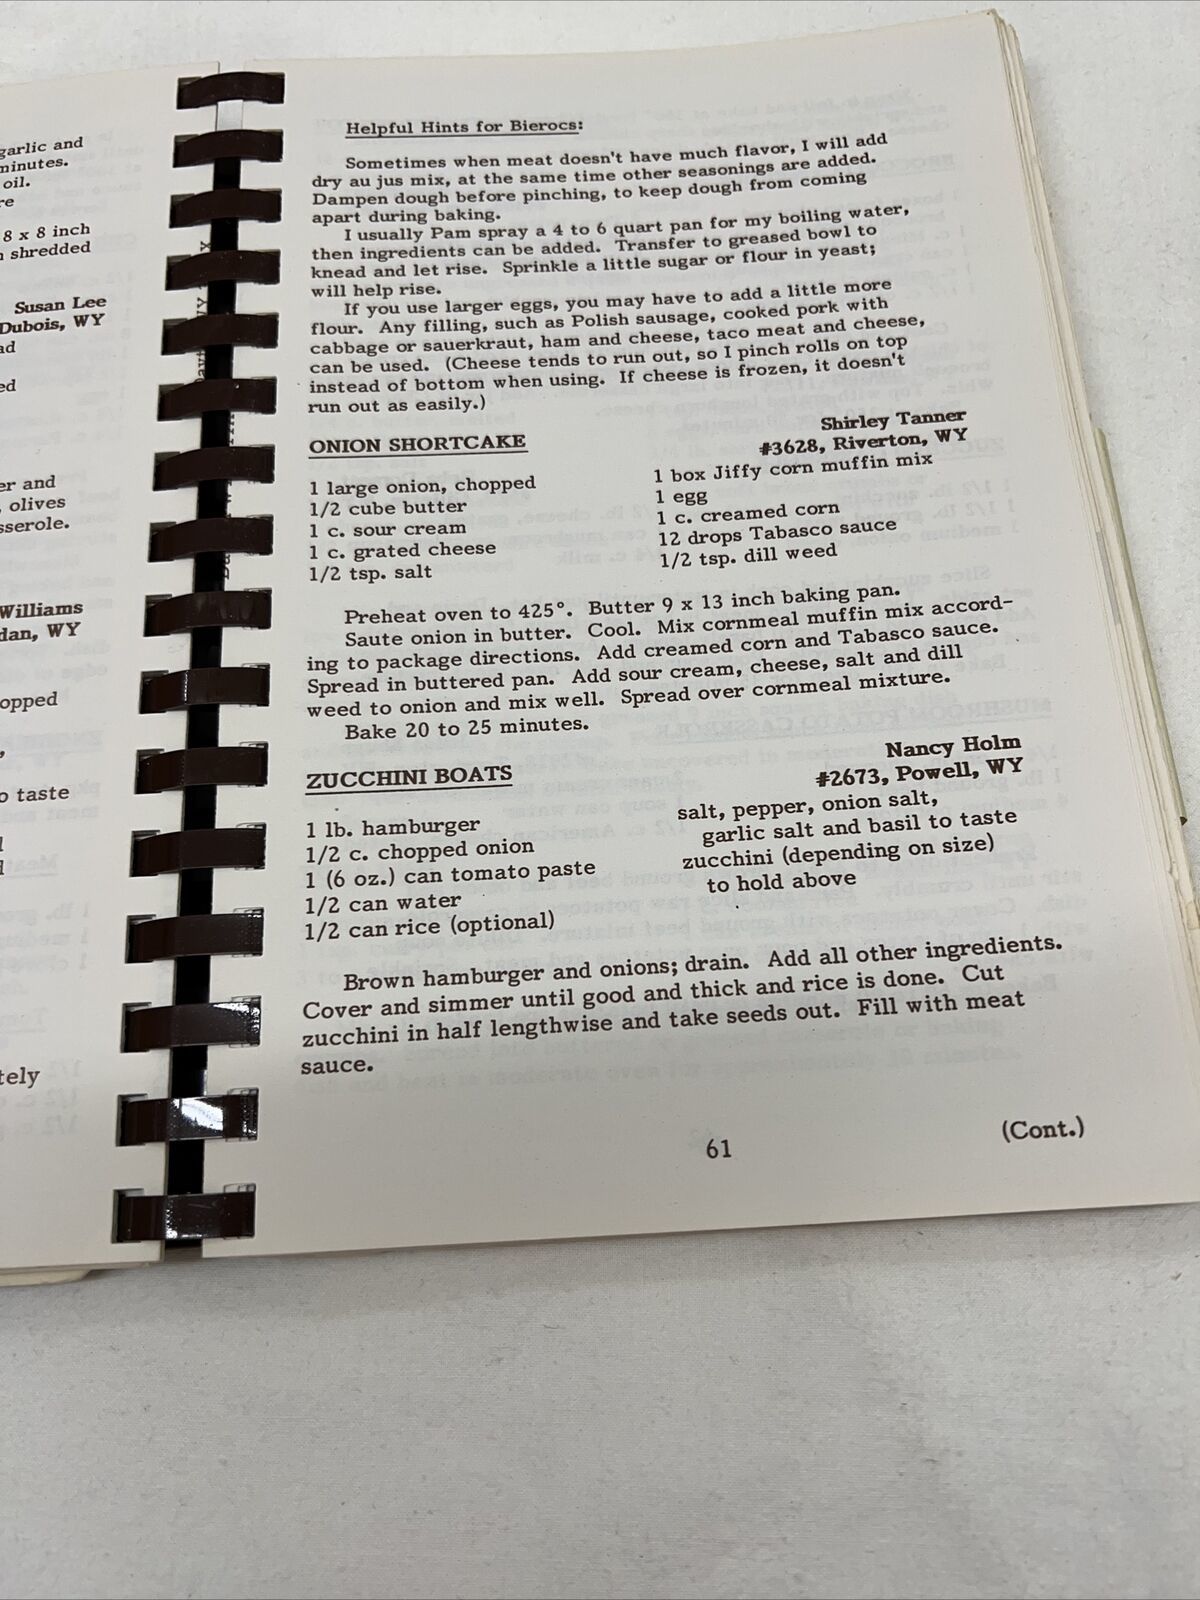 garlic and
minutes.
oil.
8 x 8 inch
shredded
Susan Lee
Dubois, WY
and
, olives
Williams
WY
,
o taste
Helpful Hints for Bierocs:
Sometimes when meat doesn't have much flavor, I will add
dry au jus mix, at the same time other seasonings are added.
Dampen dough before pinching, to keep dough from coming
apart during baking.
I usually Pam spray a 4 to 6 quart pan for my boiling water,
then ingredients can be added. Transfer to greased bowl to
knead and let rise. Sprinkle a little sugar or flour in yeast;
will help rise.
If you use larger eggs, you may have to add a little more
flour. Any filling, such as Polish sausage, cooked pork with
cabbage or sauerkraut, ham and cheese, taco meat and cheese,
can be used. (Cheese tends to run out, so I pinch rolls on top
instead of bottom when using. If cheese is frozen, it doesn't
run out as easily.)
ONION SHORTCAKE
Shirley Tanner
#3628, Riverton, WY
1 large onion, chopped
1/2 cube butter
1 c. sour cream
1 c. grated cheese
1/2 tsp. salt
1 box Jiffy corn muffin mix
1 egg
1 c. creamed corn
12 drops Tabasco sauce
1/2 tsp. dill weed
Preheat oven to 425°. Butter 9 x 13 inch baking pan.
Saute onion in butter. Cool. Mix cornmeal muffin mix accord-
ing to package directions. Add creamed corn and Tabasco sauce.
Spread in buttered pan. Add sour cream, cheese, salt and dill
weed to onion and mix well. Spread over cornmeal mixture.
Bake 20 to 25 minutes.
ZUCCHINI BOATS
Nancy Holm
#2673, Powell, WY
1 lb. hamburger
1/2 c. chopped onion
1 (6 oz.) can tomato paste
1/2 can water
1/2 can rice (optional)
salt, pepper, onion salt,
garlic salt and basil to taste
zucchini (depending on size)
to hold above
Brown hamburger and onions; drain. Add all other ingredients.
Cover and simmer until good and thick and rice is done. Cut
zucchini in half lengthwise and take seeds out. Fill with meat
sauce.
61
(Cont.)